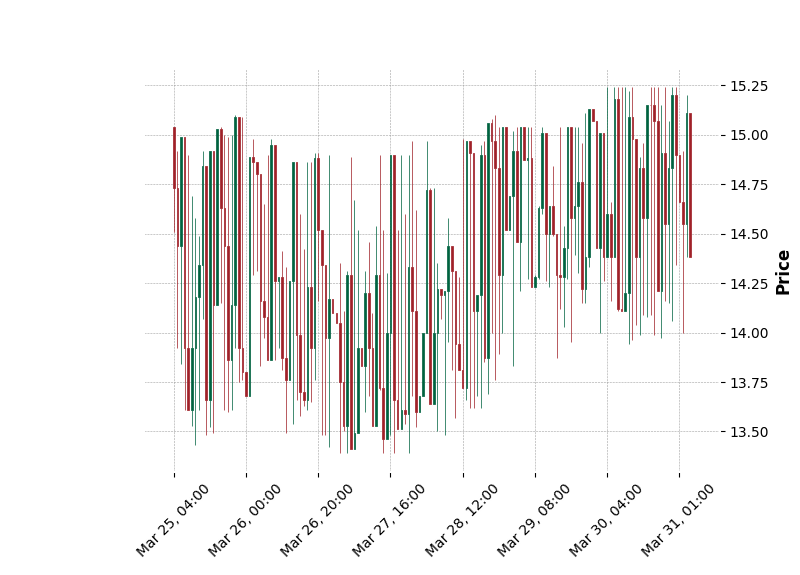 15.25
15.00
14.75
14.50
14.25
14.00
13.75
13.50
Price
Mar 25, 04:00
Mar 26, 00:00
Mar 26, 20:00
Mar 27, 16:00
Mar 28, 12:00
Mar 29, 08:00
Mar 30, 04:00
Mar 31, 01:00